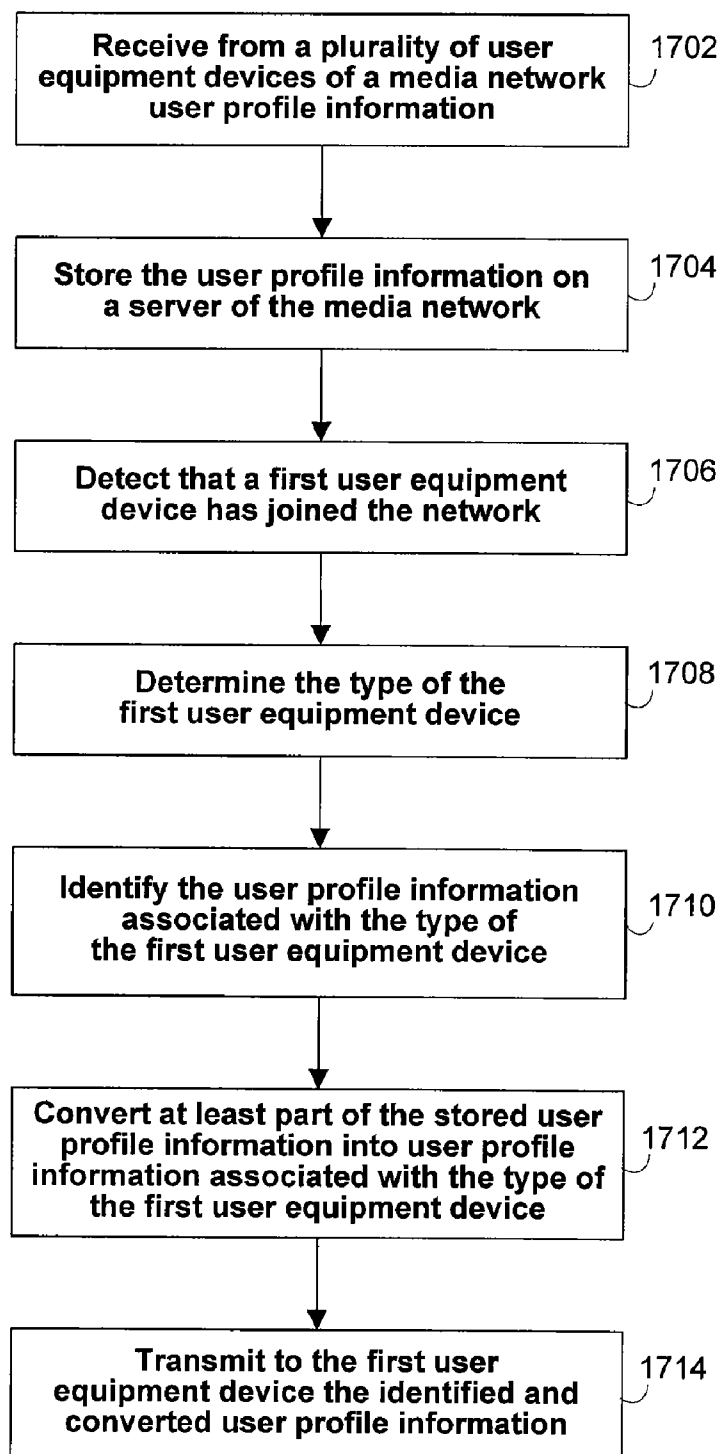 Receive from a plurality of user
equipment devices of a media network
user profile information
1702
Store the user profile information on
a server of the media network
1704
Detect that a first user equipment
device has joined the network
1706
Determine the type of the
first user equipment device
1708
Identify the user profile information
associated with the type of
the first user equipment device
1710
Convert at least part of the stored user
profile information into user profile
information associated with the type of
the first user equipment device
1712
Transmit to the first user
equipment device the identified and
converted user profile information
1714